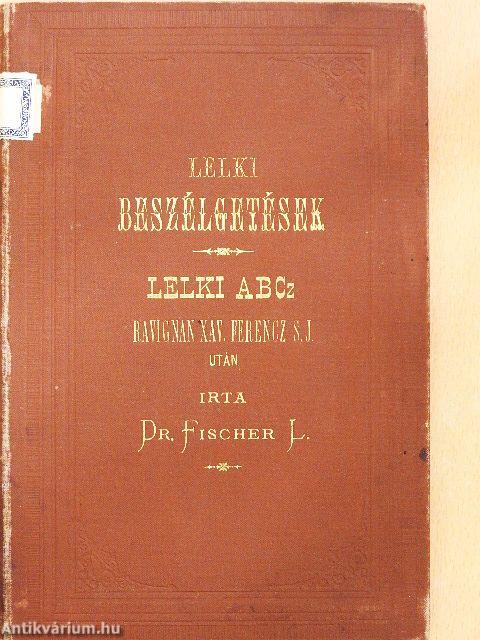 LELKI
BESZÉLGETÉSEK
LELKI ABCz
RAVIGNAN XAV. FERENCZ S. J.
UTÁN
IRTA
DR. FISCHER L.
Antikvárium.hu